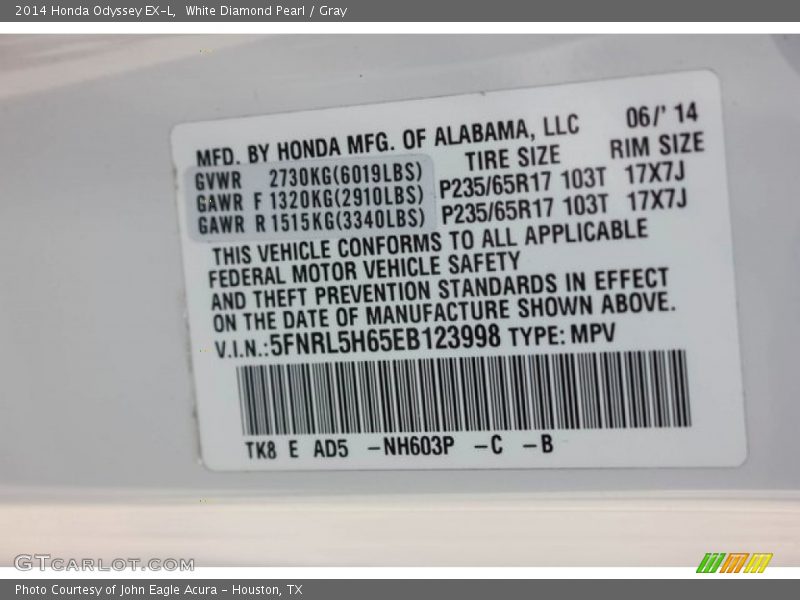 2014 Honda Odyssey EX-L,  White Diamond Pearl / Gray
MFD. BY HONDA MFG. OF ALABAMA, LLC 06/' 14
GVWR 2730KG(6019LBS) TIRE SIZE RIM SIZE
GAWR F 1320KG(2910LBS) P235/65R17 103T 17X7J
GAWR R 1515KG(3340LBS) P235/65R17 103T 17X7J
THIS VEHICLE CONFORMS TO ALL APPLICABLE
FEDERAL MOTOR VEHICLE SAFETY
AND THEFT PREVENTION STANDARDS IN EFFECT
ON THE DATE OF MANUFACTURE SHOWN ABOVE.
V.I.N.:5FNRL5H65EB123998 TYPE: MPV
TK8 E AD5 –NH603P –C –B
GTCARLOT.COM
Photo Courtesy of John Eagle Acura - Houston, TX